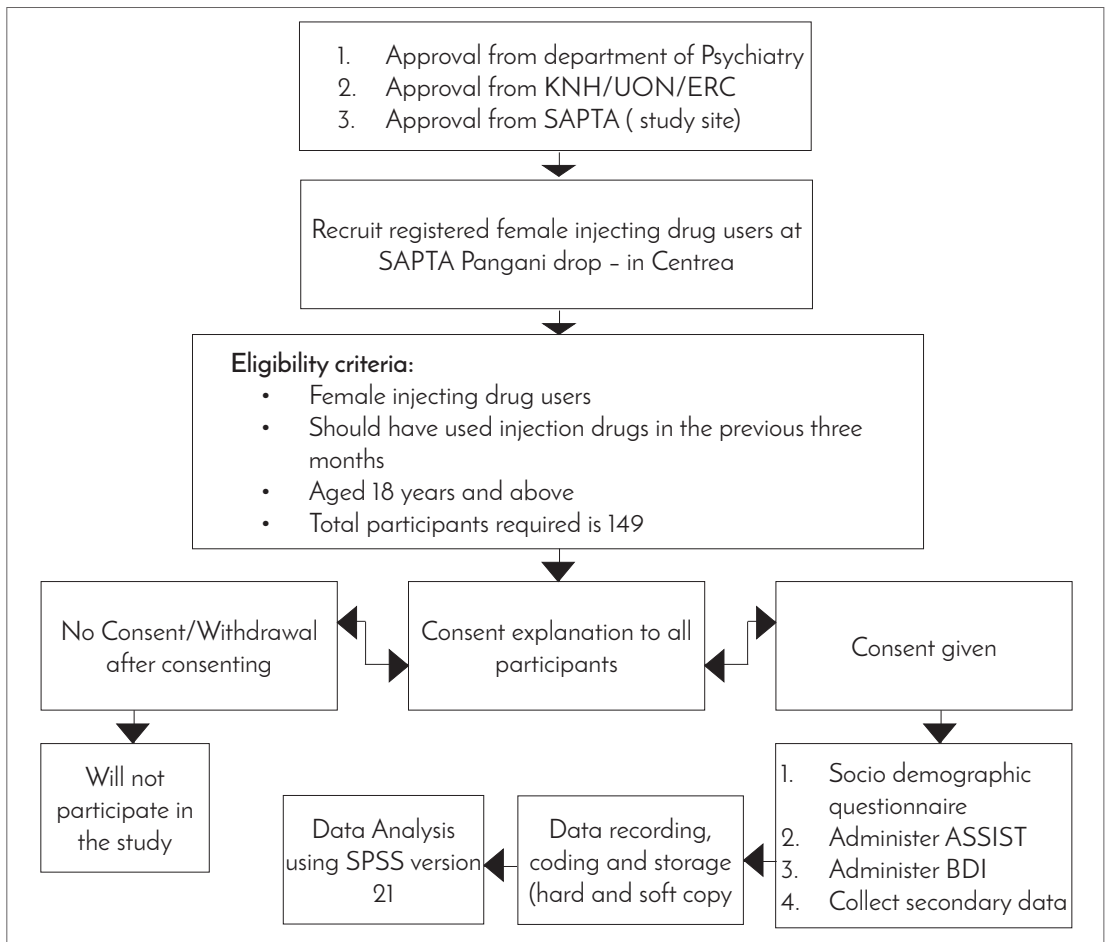 1. Approval from department of Psychiatry
2. Approval from KNH/UON/ERC
3. Approval from SAPTA ( study site)
Recruit registered female injecting drug users at
SAPTA Pangani drop – in Centrea
Eligibility criteria:
• Female injecting drug users
• Should have used injection drugs in the previous three
months
• Aged 18 years and above
• Total participants required is 149
No Consent/Withdrawal
after consenting
Consent explanation to all
participants
Consent given
Will not
participate in
the study
Data Analysis
using SPSS version
21
Data recording,
coding and storage
(hard and soft copy
1. Socio demographic
questionnaire
2. Administer ASSIST
3. Administer BDI
4. Collect secondary data